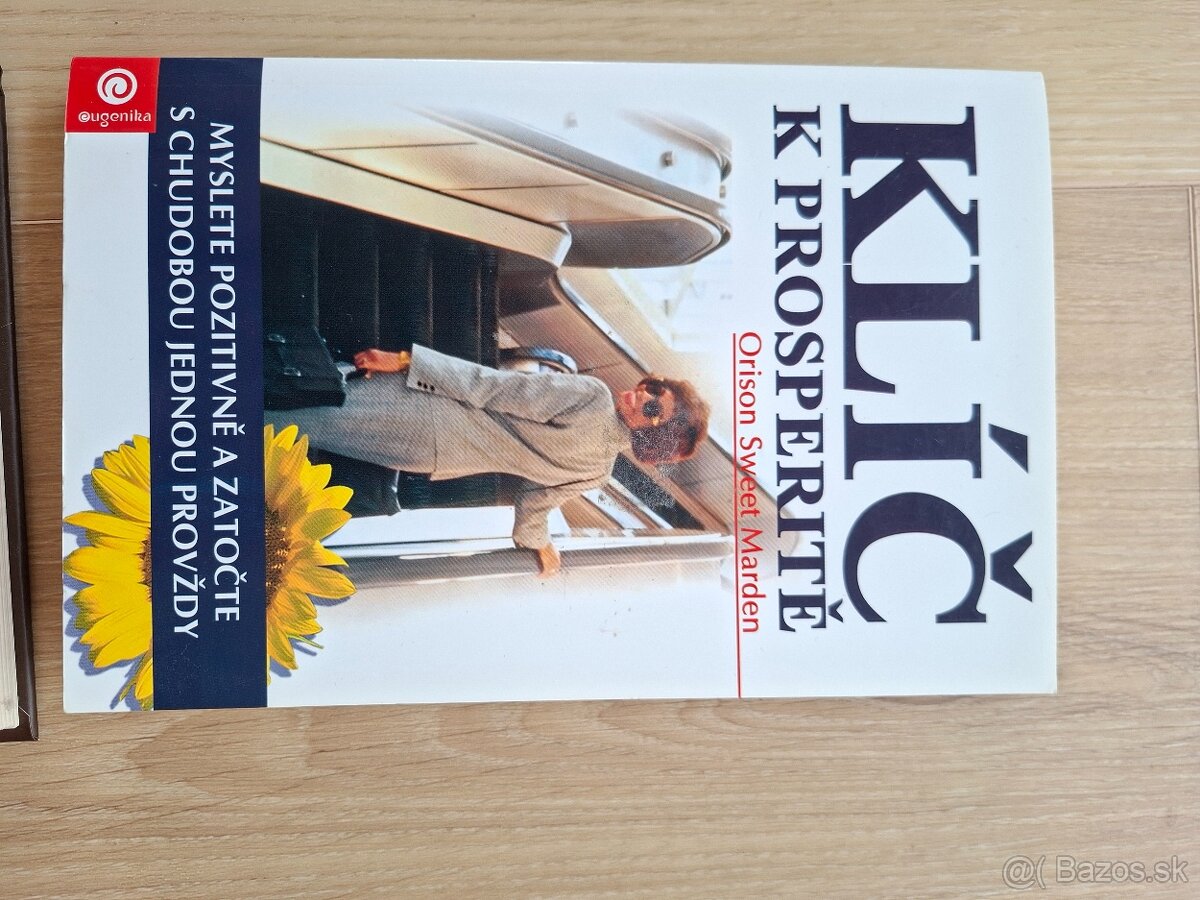 KLÍČ
K PROSPERITĚ
Orison Sweet Marden
MYSLETE POZITIVNĚ A ZATOČTE
S CHUDOBOU JEDNOU PROVŽDY
eugenika
@( Bazos.sk